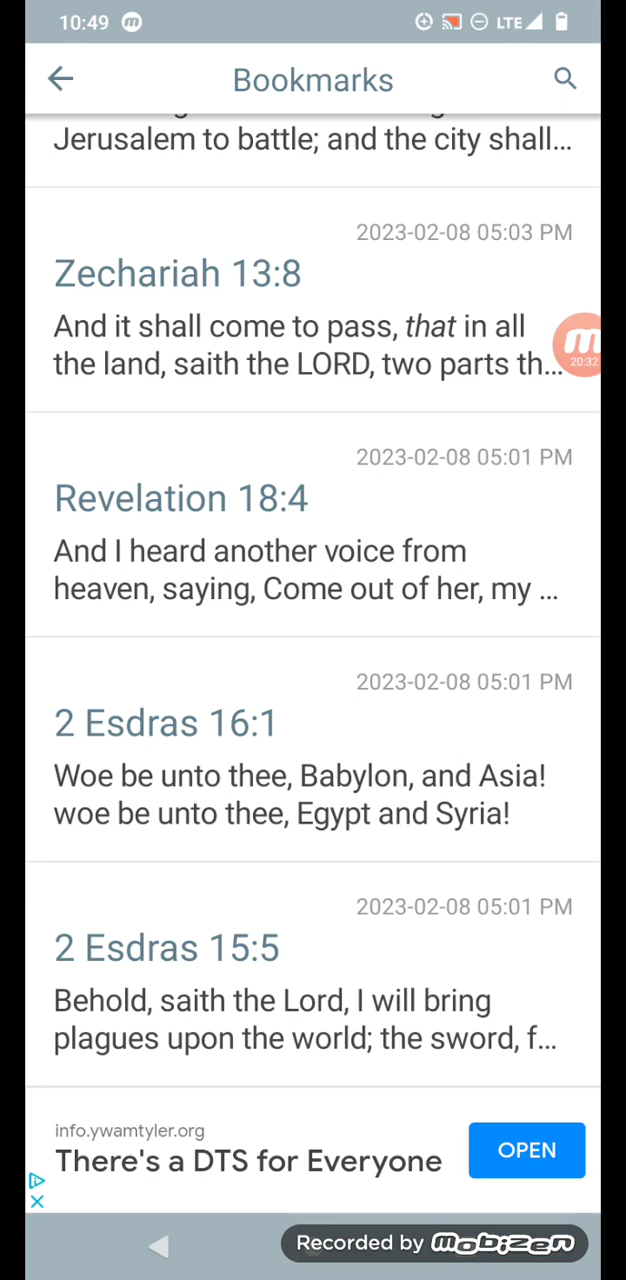 10:49 m LTE
Bookmarks
Jerusalem to battle; and the city shall...
2023-02-08 05:03 PM
Zechariah 13:8
And it shall come to pass, that in all
the land, saith the LORD, two parts th...
m
20:32
2023-02-08 05:01 PM
Revelation 18:4
And I heard another voice from
heaven, saying, Come out of her, my ...
2023-02-08 05:01 PM
2 Esdras 16:1
Woe be unto thee, Babylon, and Asia!
woe be unto thee, Egypt and Syria!
2023-02-08 05:01 PM
2 Esdras 15:5
Behold, saith the Lord, I will bring
plagues upon the world; the sword, f...
info.ywamtyler.org
There's a DTS for Everyone
OPEN
Recorded by mobizen